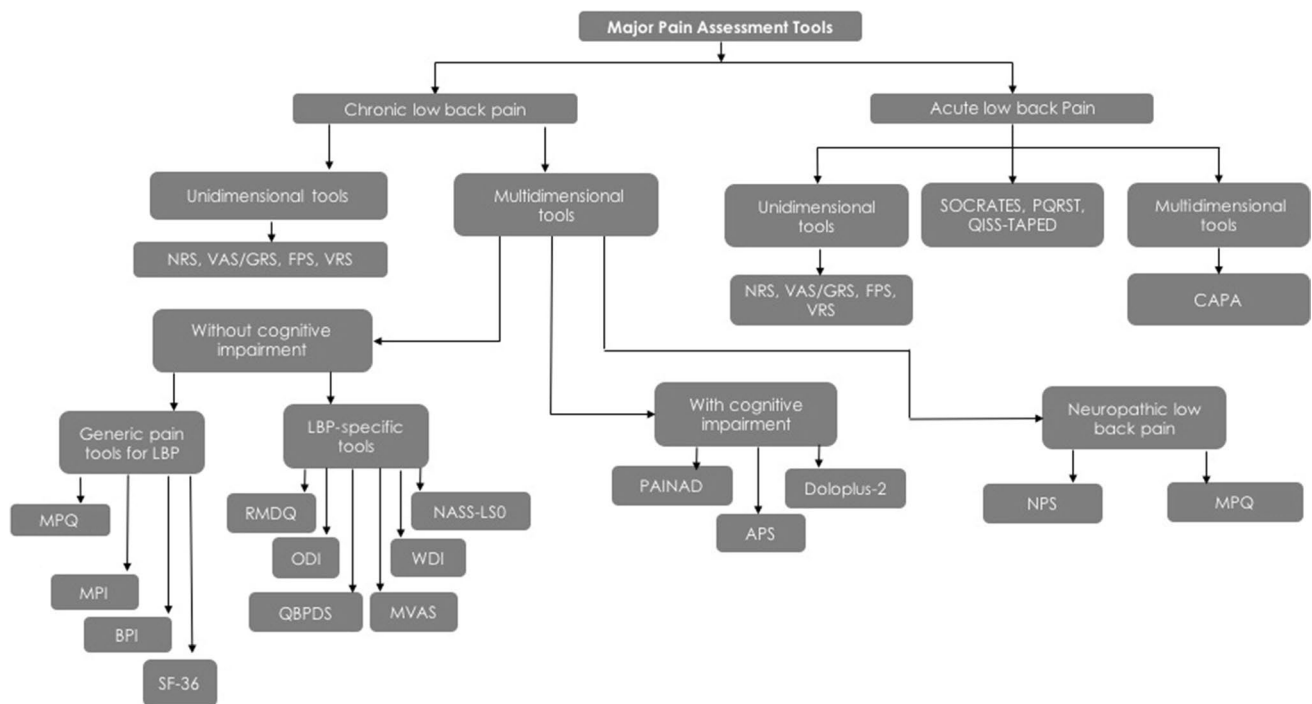 Major Pain Assessment Tools
Chronic low back pain
Acute low back Pain
Unidimensional tools
Multidimensional
tools
Unidimensional
tools
SOCRATES, PQRST,
QISS-TAPED
Multidimensional
tools
NRS, VAS/GRS, FPS, VRS
NRS, VAS/GRS, FPS,
VRS
CAPA
Without cognitive
impairment
With cognitive
impairment
Neuropathic low
back pain
Generic pain
tools for LBP
LBP-specific
tools
MPQ
MPI
BPI
SF-36
RMDQ
ODI
QBPDS
MVAS
WDI
NASS-LS0
PAINAD
APS
Doloplus-2
NPS
MPQ